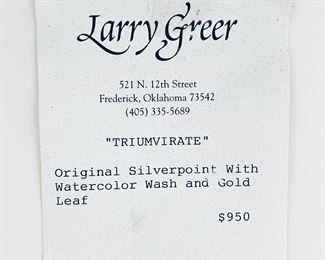 Larry Greer
521 N. 12th Street
Frederick, Oklahoma 73542
(405) 335-5689
"TRIUMVIRATE"
Original Silverpoint With
Watercolor Wash and Gold
Leaf
$950